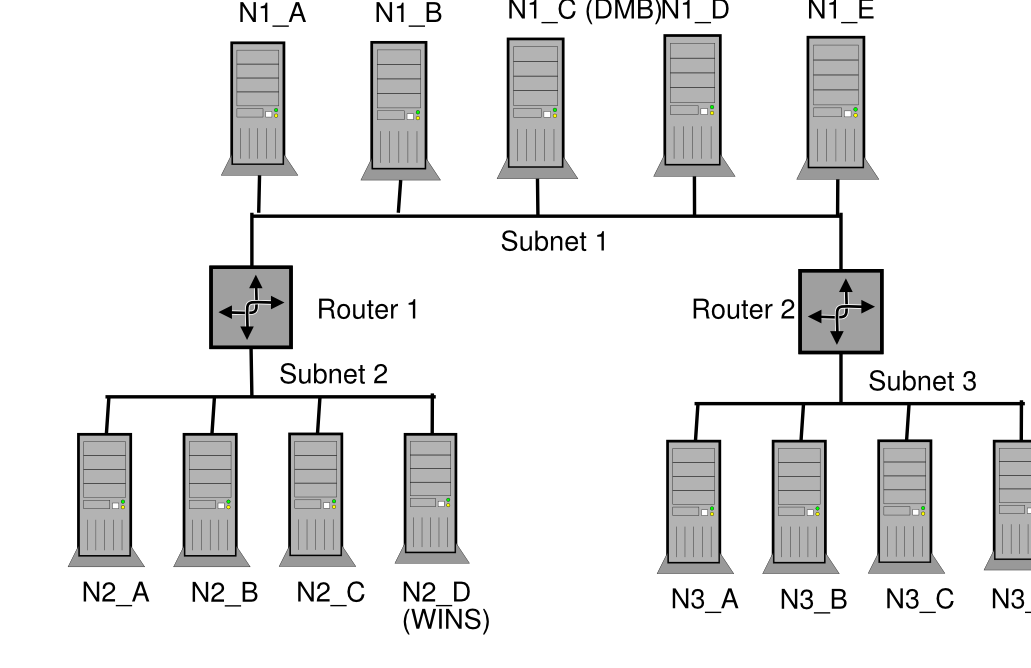 N1_A N1_B N1_C (DMB) N1_D N1_E
Subnet 1
Router 1 Router 2
Subnet 2 Subnet 3
N2_A N2_B N2_C N2_D
(WINS)
N3_A N3_B N3_C N3_